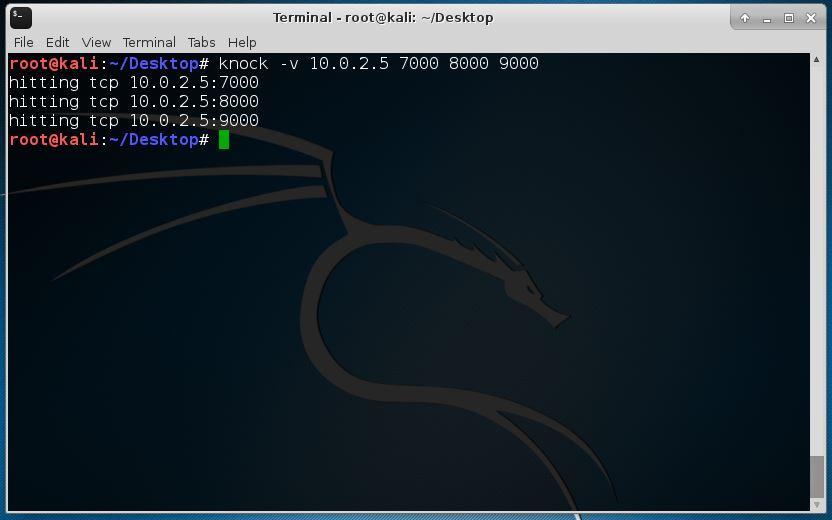 Terminal - root@kali: ~/Desktop
File Edit View Terminal Tabs Help
root@kali:~/Desktop# knock -v 10.0.2.5 7000 8000 9000
hitting tcp 10.0.2.5:7000
hitting tcp 10.0.2.5:8000
hitting tcp 10.0.2.5:9000
root@kali:~/Desktop#